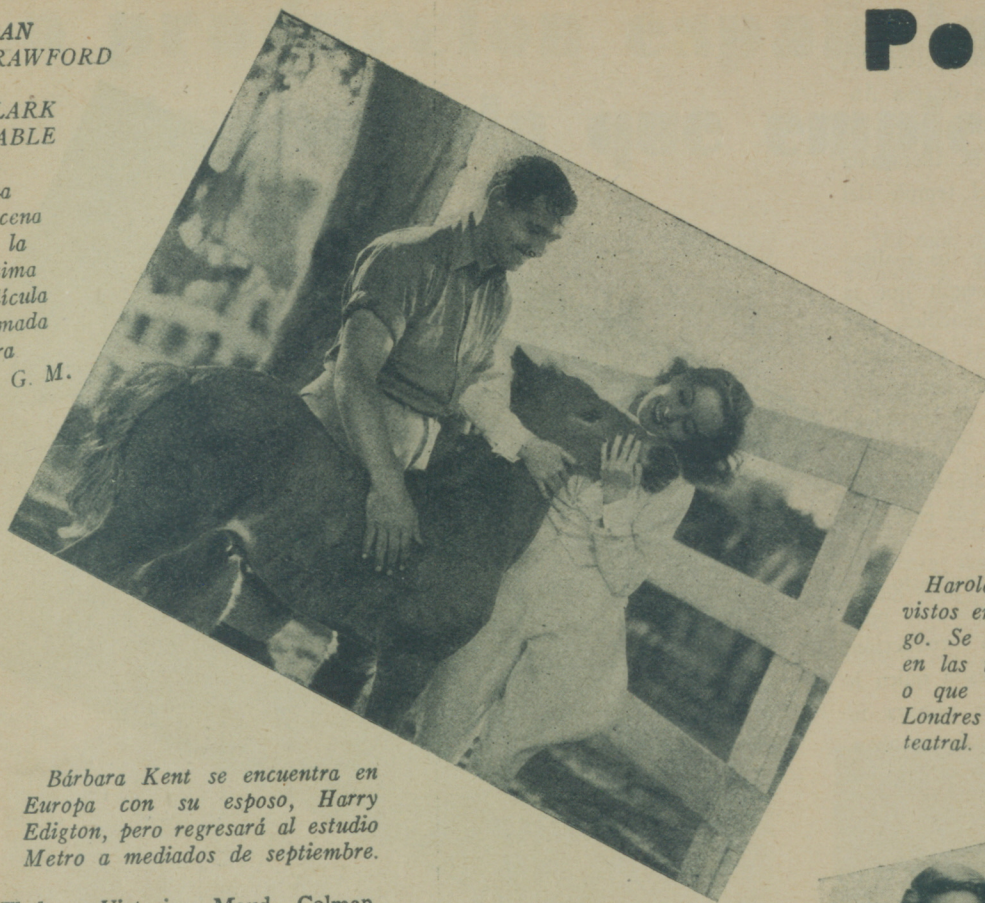 AN
RAWFORD
LARK
ABLE
a
cena
la
ima
ícula
mada
ra
G. M.
Po
Harol
vistos e
go. Se
en las
o que
Londres
teatral.
Bárbara Kent se encuentra en
Europa con su esposo, Harry
Edigton, pero regresará al estudio
Metro a mediados de septiembre.